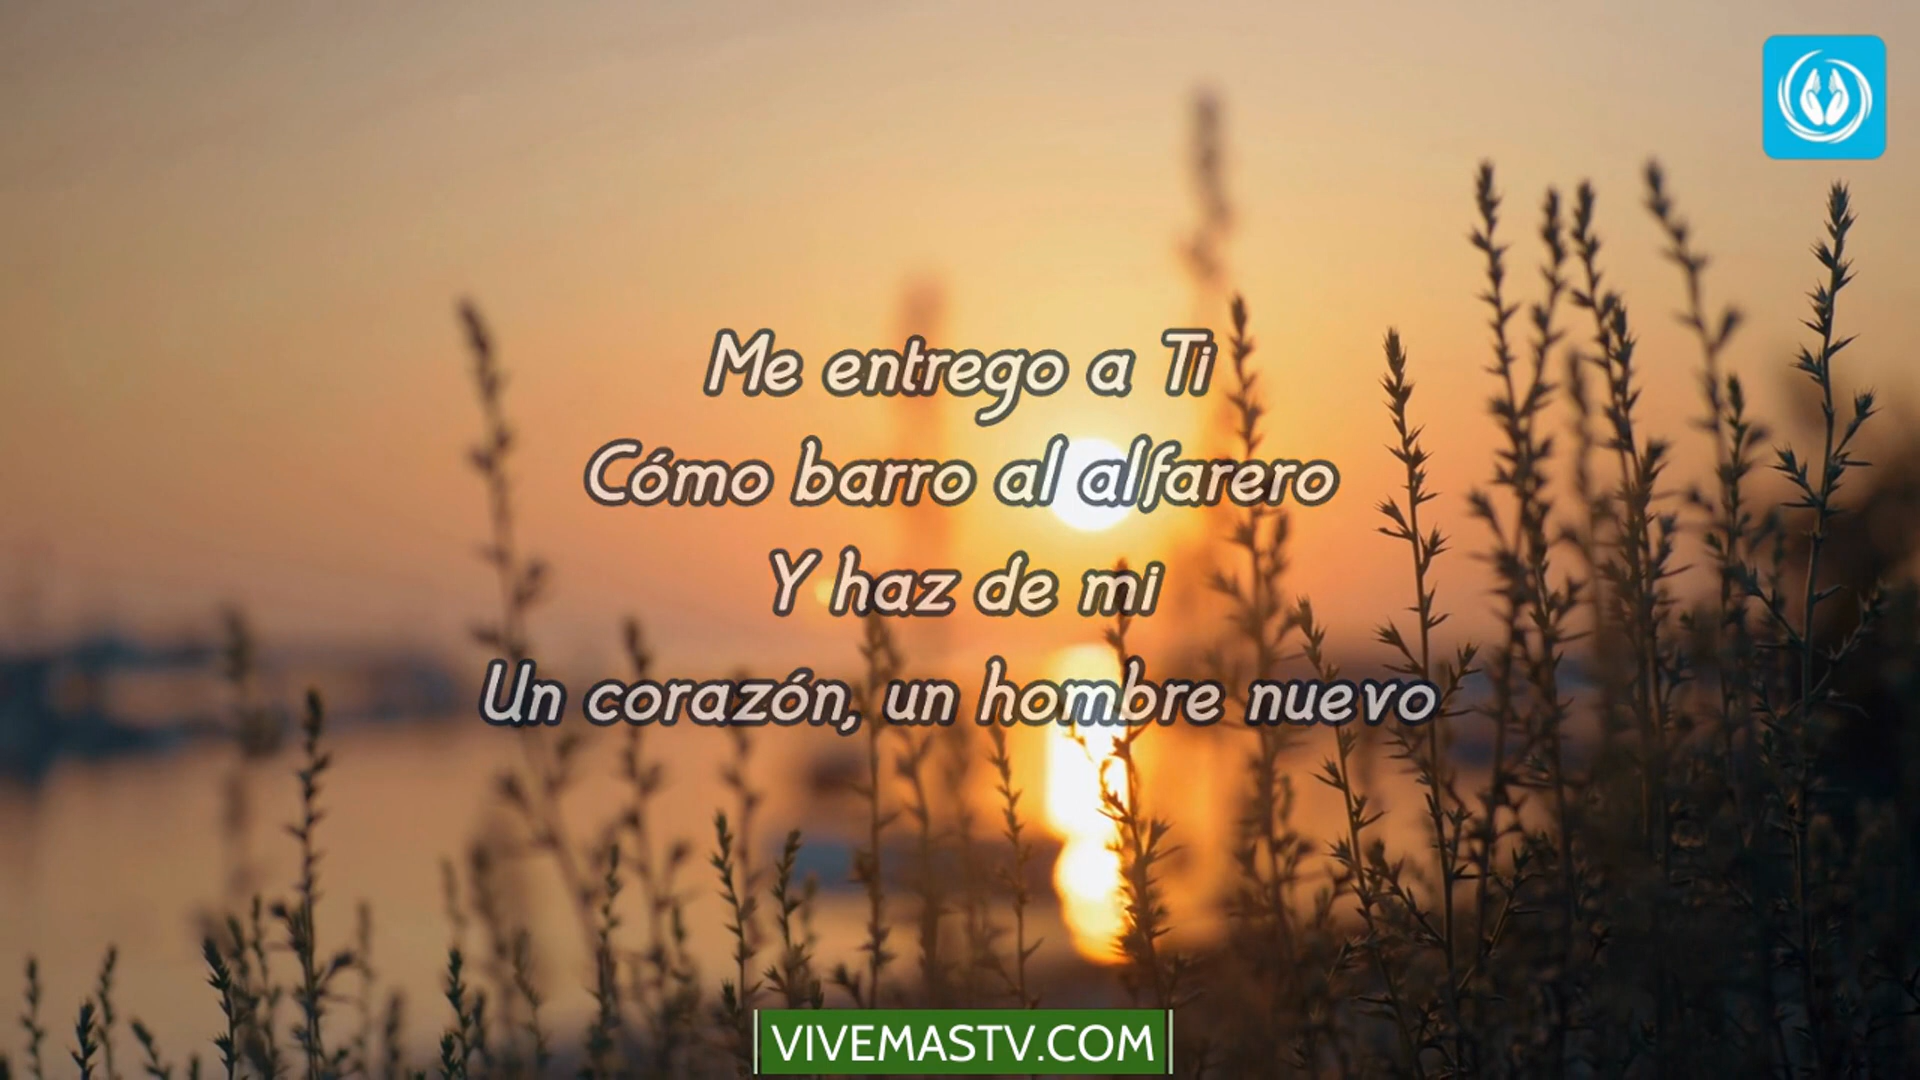 Me entrego a Ti
Cómo barro al alfarero
Y haz de mi
Un corazón, un hombre nuevo
VIVEMASTV.COM